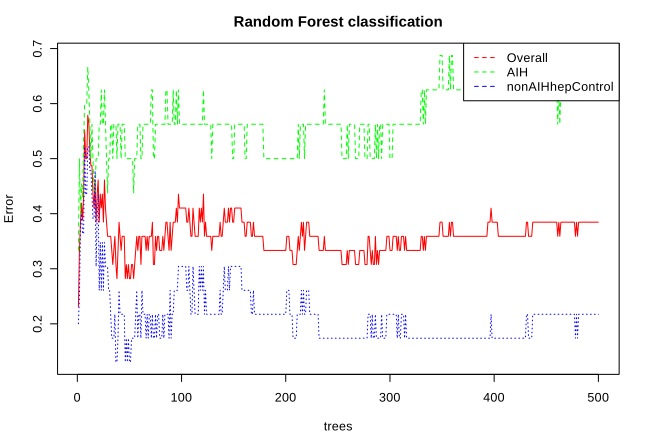 Random Forest classification
Error
0.7
0.6
0.5
0.4
0.3
0.2
Overall
AIH
nonAIHhepControl
0
100
200
300
400
500
trees